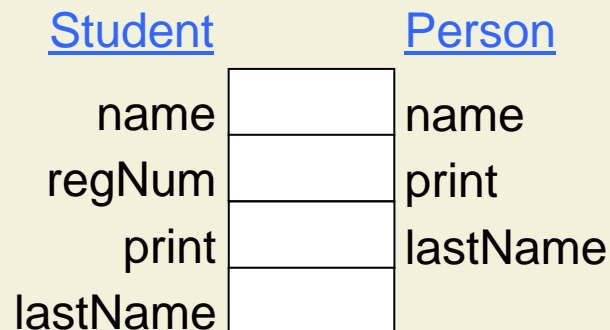 Student Person
name name
regNum print
print lastName
lastName